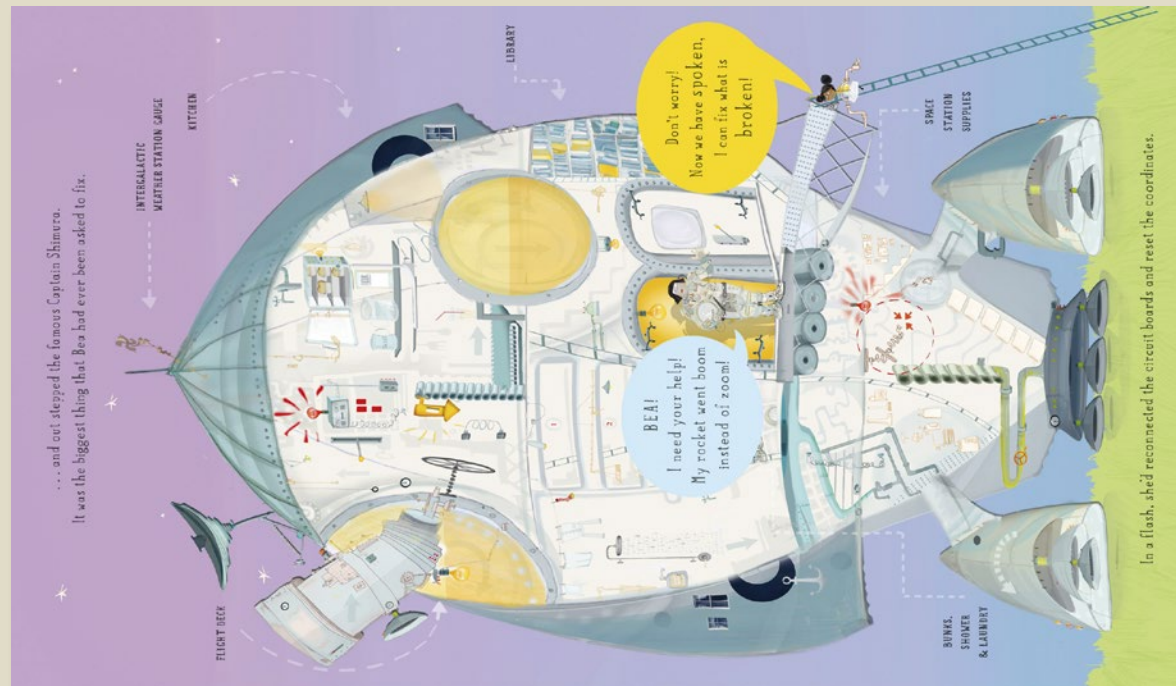 ...and out stepped the famous Captain Shimura.
It was the biggest thing that Bea had ever been asked to fix.
INTERGALACTIC
WEATHER STATION GAUGE
KITCHEN
FLIGHT DECK
LIBRARY
BEA!
I need your help!
My rocket went boom
instead of zoom!
Don't worry!
Now we have spoken,
I can fix what is
broken!
BUNKS,
SHOWER
& LAUNDRY
SPACE
STATION
SUPPLIES
In a flash, she'd reconnected the circuit boards and reset the coordinates.
1
2